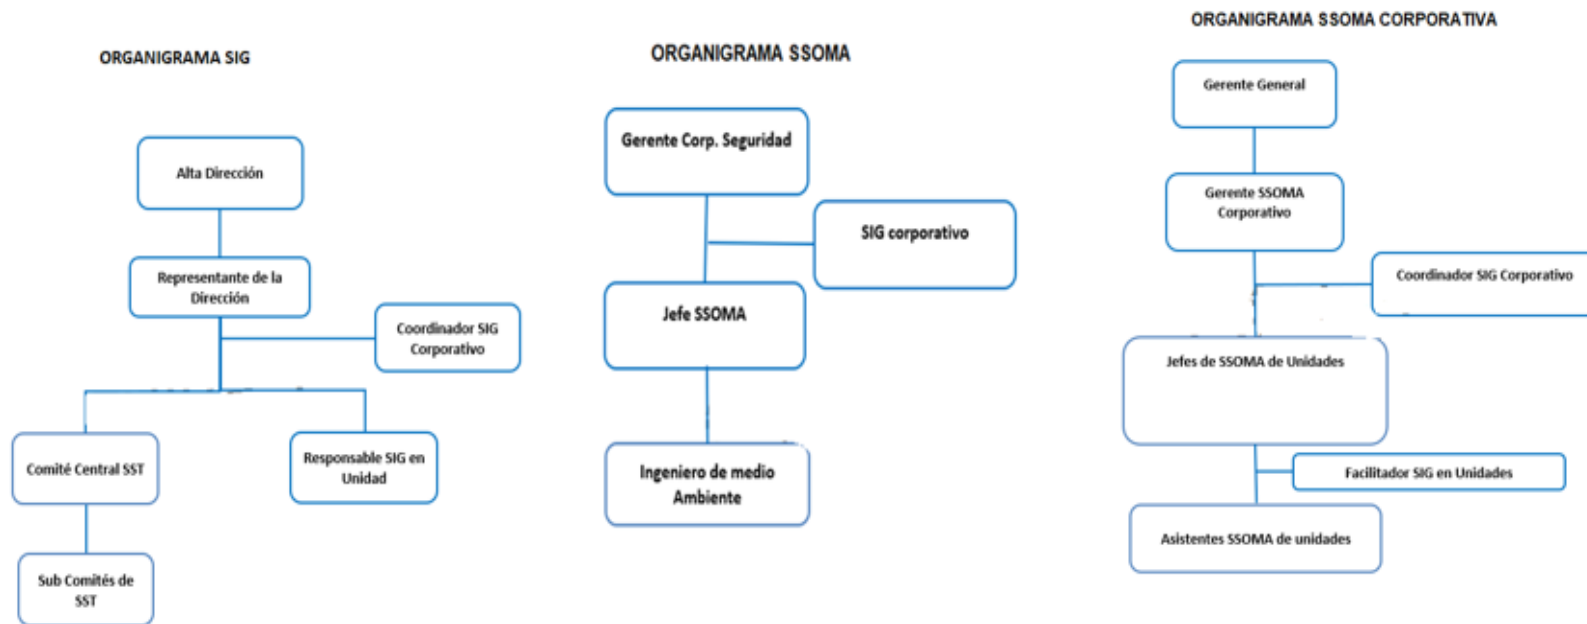 ORGANIGRAMA SIG
Alta Dirección
Representante de la
Dirección
Coordinador SIG
Corporativo
Comité Central SST
Responsable SIG en
Unidad
Sub Comités de
SST
ORGANIGRAMA SSOMA
Gerente Corp. Seguridad
SIG corporativo
Jefe SSOMA
Ingeniero de medio
Ambiente
ORGANIGRAMA SSOMA CORPORATIVA
Gerente General
Gerente SSOMA
Corporativo
Coordinador SIG Corporativo
Jefes de SSOMA de Unidades
Facilitador SIG en Unidades
Asistentes SSOMA de unidades